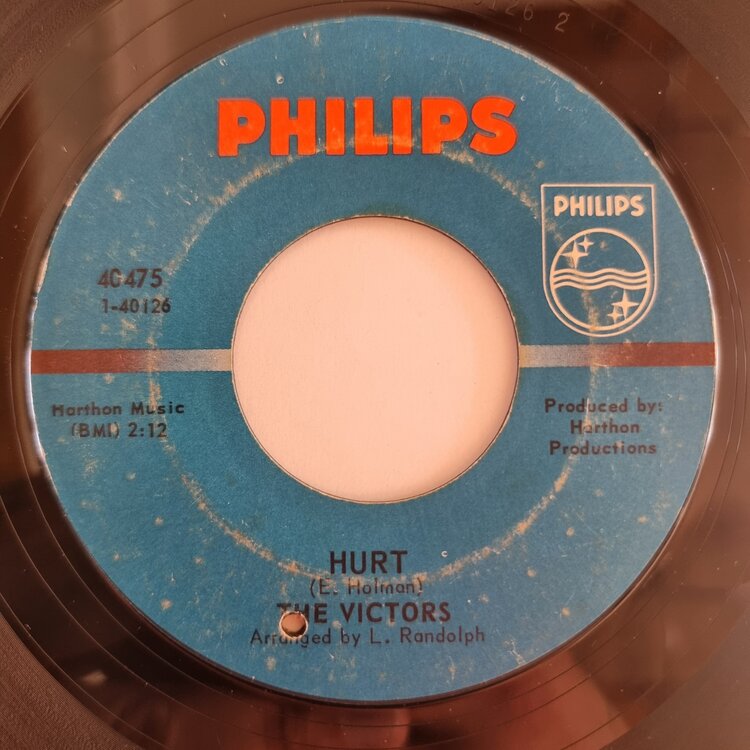 PHILIPS
PHILIPS
40475
1-40126
Harthon Music
(BMI) 2:12
Produced by:
Harthon
Productions
HURT
(E. Holman)
THE VICTORS
Arranged by L. Randolph